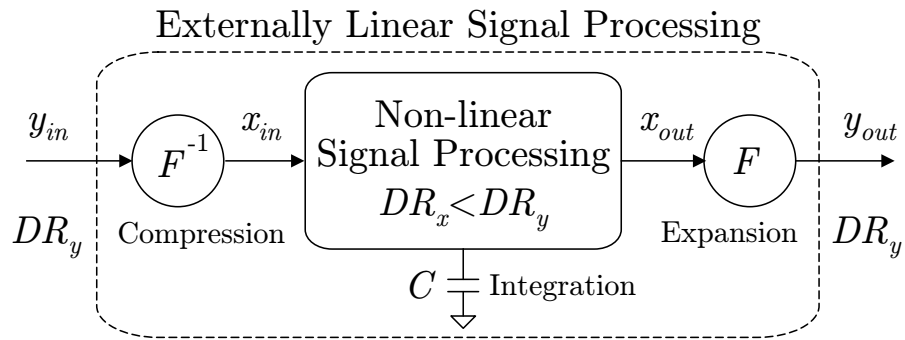 Externally Linear Signal Processing
y_in
F^-1
x_in
Non-linear
Signal Processing
DR_x<DR_y
x_out
F
y_out
DR_y
Compression
Expansion
DR_y
C
Integration